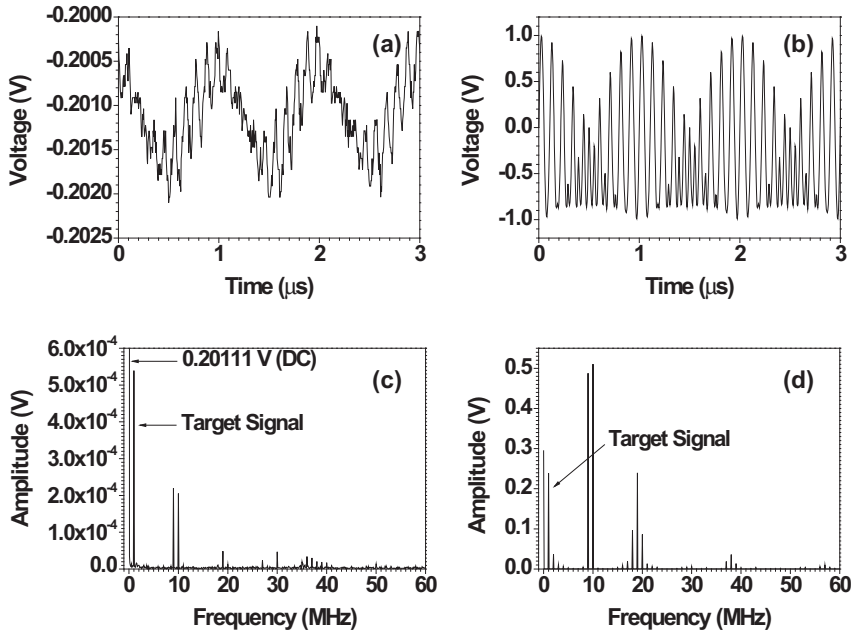 (a)
Voltage (V)
-0.2000
-0.2005
-0.2010
-0.2015
-0.2020
-0.2025
0 1 2 3
Time (μs)
(b)
Voltage (V)
1.0
0.5
0.0
-0.5
-1.0
0 1 2 3
Time (μs)
(c)
Amplitude (V)
6.0x10⁻⁴
5.0x10⁻⁴
4.0x10⁻⁴
3.0x10⁻⁴
2.0x10⁻⁴
1.0x10⁻⁴
0.0
0.20111 V (DC)
Target Signal
0 10 20 30 40 50 60
Frequency (MHz)
(d)
Amplitude (V)
0.5
0.4
0.3
0.2
0.1
0.0
Target Signal
0 10 20 30 40 50 60
Frequency (MHz)